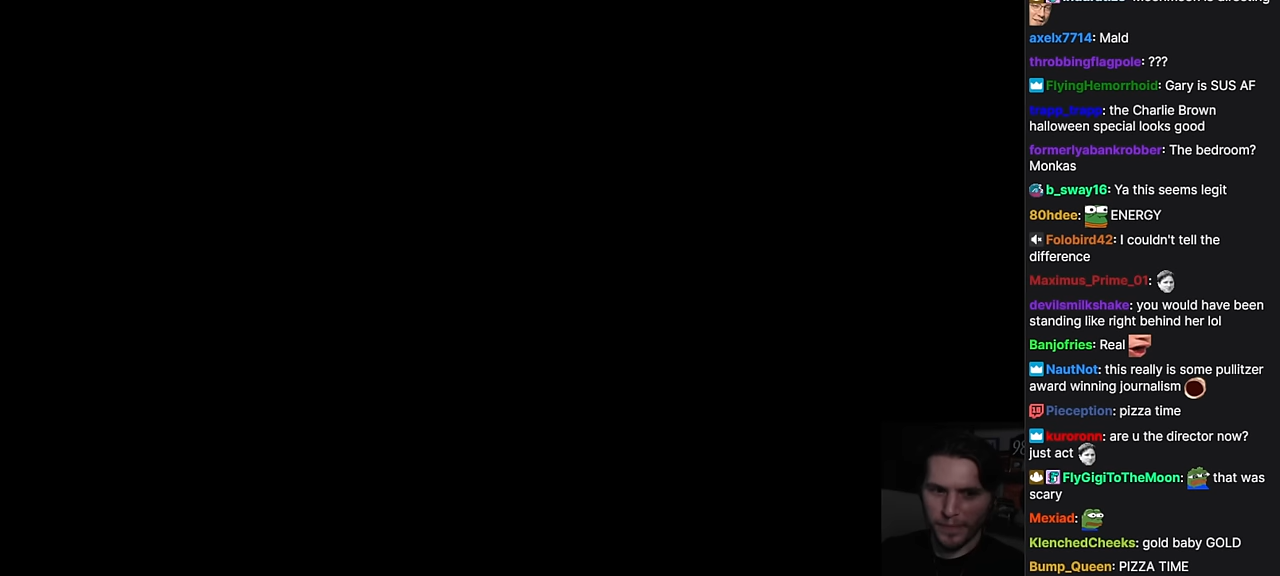 axelx7714: Mald
throbbingflagpole: ???
FlyingHemorrhoid: Gary is SUS AF
trapp_trapp: the Charlie Brown
halloween special looks good
formerlyabankrobber: The bedroom?
Monkas
b_sway16: Ya this seems legit
80hdee: ENERGY
Folobird42: I couldn't tell the
difference
Maximus_Prime_01:
devilsmilkshake: you would have been
standing like right behind her lol
Banjofries: Real
NautNot: this really is some pullitzer
award winning journalism
Pieception: pizza time
kuroronn: are u the director now?
just act
FlyGigiToTheMoon: that was
scary
Mexiad:
KlenchedCheeks: gold baby GOLD
Bump_Queen: PIZZA TIME